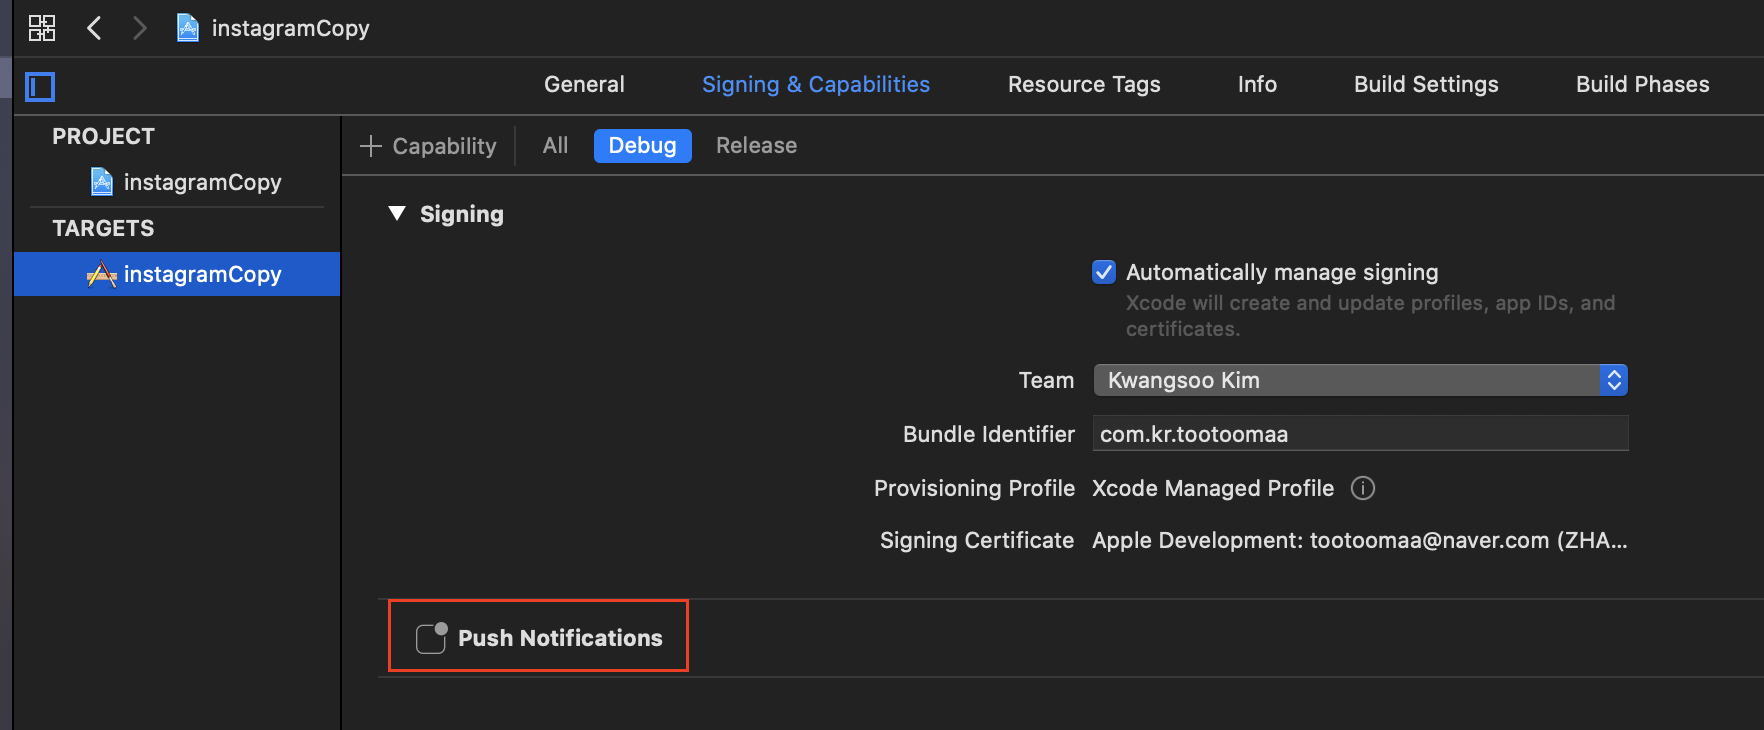 instagramCopy
General Signing & Capabilities Resource Tags Info Build Settings Build Phases
PROJECT
instagramCopy
TARGETS
instagramCopy
+ Capability All Debug Release
Signing
Automatically manage signing
Xcode will create and update profiles, app IDs, and
certificates.
Team Kwangsoo Kim
Bundle Identifier com.kr.tootoomaa
Provisioning Profile Xcode Managed Profile
Signing Certificate Apple Development: tootoomaa@naver.com (ZHA...
Push Notifications